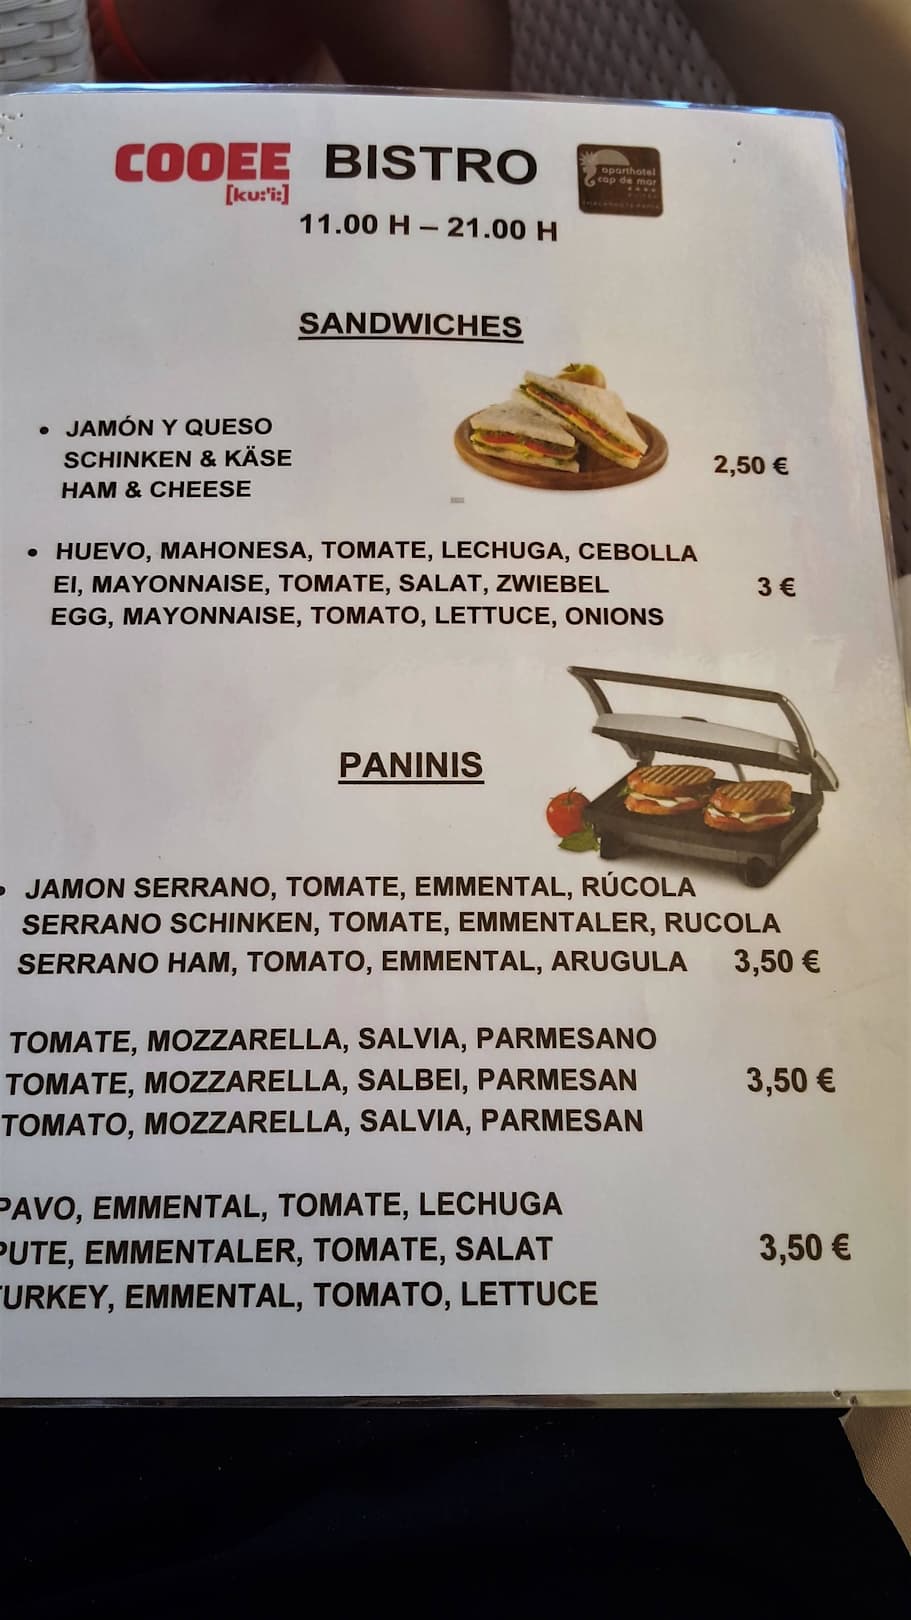 COOEE BISTRO
[ku:'i:]
aparthotel
cap de mar
11.00 H – 21.00 H
SANDWICHES
• JAMÓN Y QUESO
SCHINKEN & KÄSE
HAM & CHEESE
2,50 €
• HUEVO, MAHONESA, TOMATE, LECHUGA, CEBOLLA
EI, MAYONNAISE, TOMATE, SALAT, ZWIEBEL 3 €
EGG, MAYONNAISE, TOMATO, LETTUCE, ONIONS
PANINIS
• JAMON SERRANO, TOMATE, EMMENTAL, RÚCOLA
SERRANO SCHINKEN, TOMATE, EMMENTALER, RUCOLA
SERRANO HAM, TOMATO, EMMENTAL, ARUGULA 3,50 €
TOMATE, MOZZARELLA, SALVIA, PARMESANO
TOMATE, MOZZARELLA, SALBEI, PARMESAN 3,50 €
TOMATO, MOZZARELLA, SALVIA, PARMESAN
PAVO, EMMENTAL, TOMATE, LECHUGA
PUTE, EMMENTALER, TOMATE, SALAT 3,50 €
TURKEY, EMMENTAL, TOMATO, LETTUCE